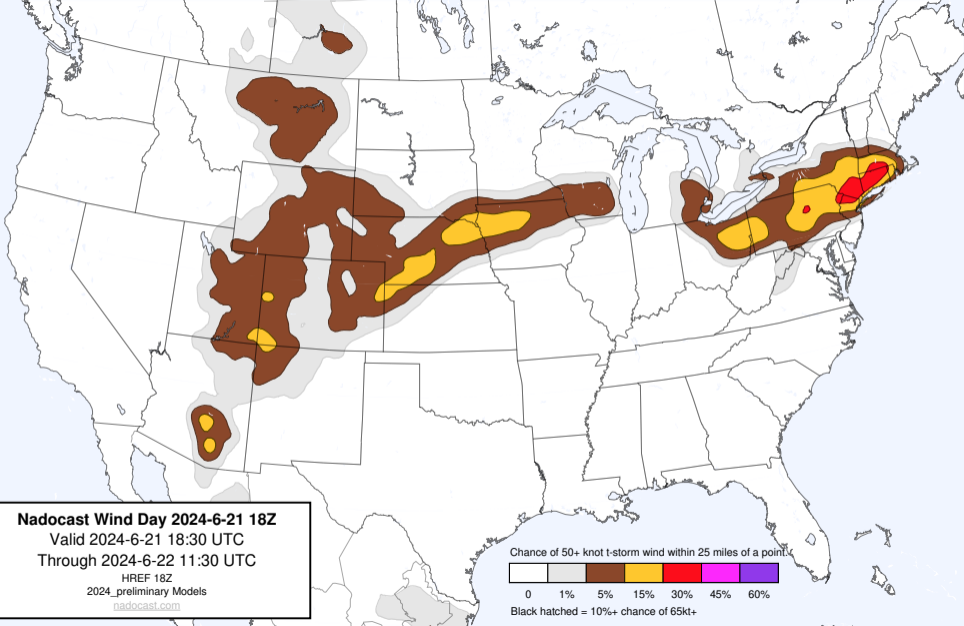 Nadocast Wind Day 2024-6-21 18Z
Valid 2024-6-21 18:30 UTC
Through 2024-6-22 11:30 UTC
HREF 18Z
2024_preliminary Models
nadocast.com
Chance of 50+ knot t-storm wind within 25 miles of a point.
0 1% 5% 15% 30% 45% 60%
Black hatched = 10%+ chance of 65kt+